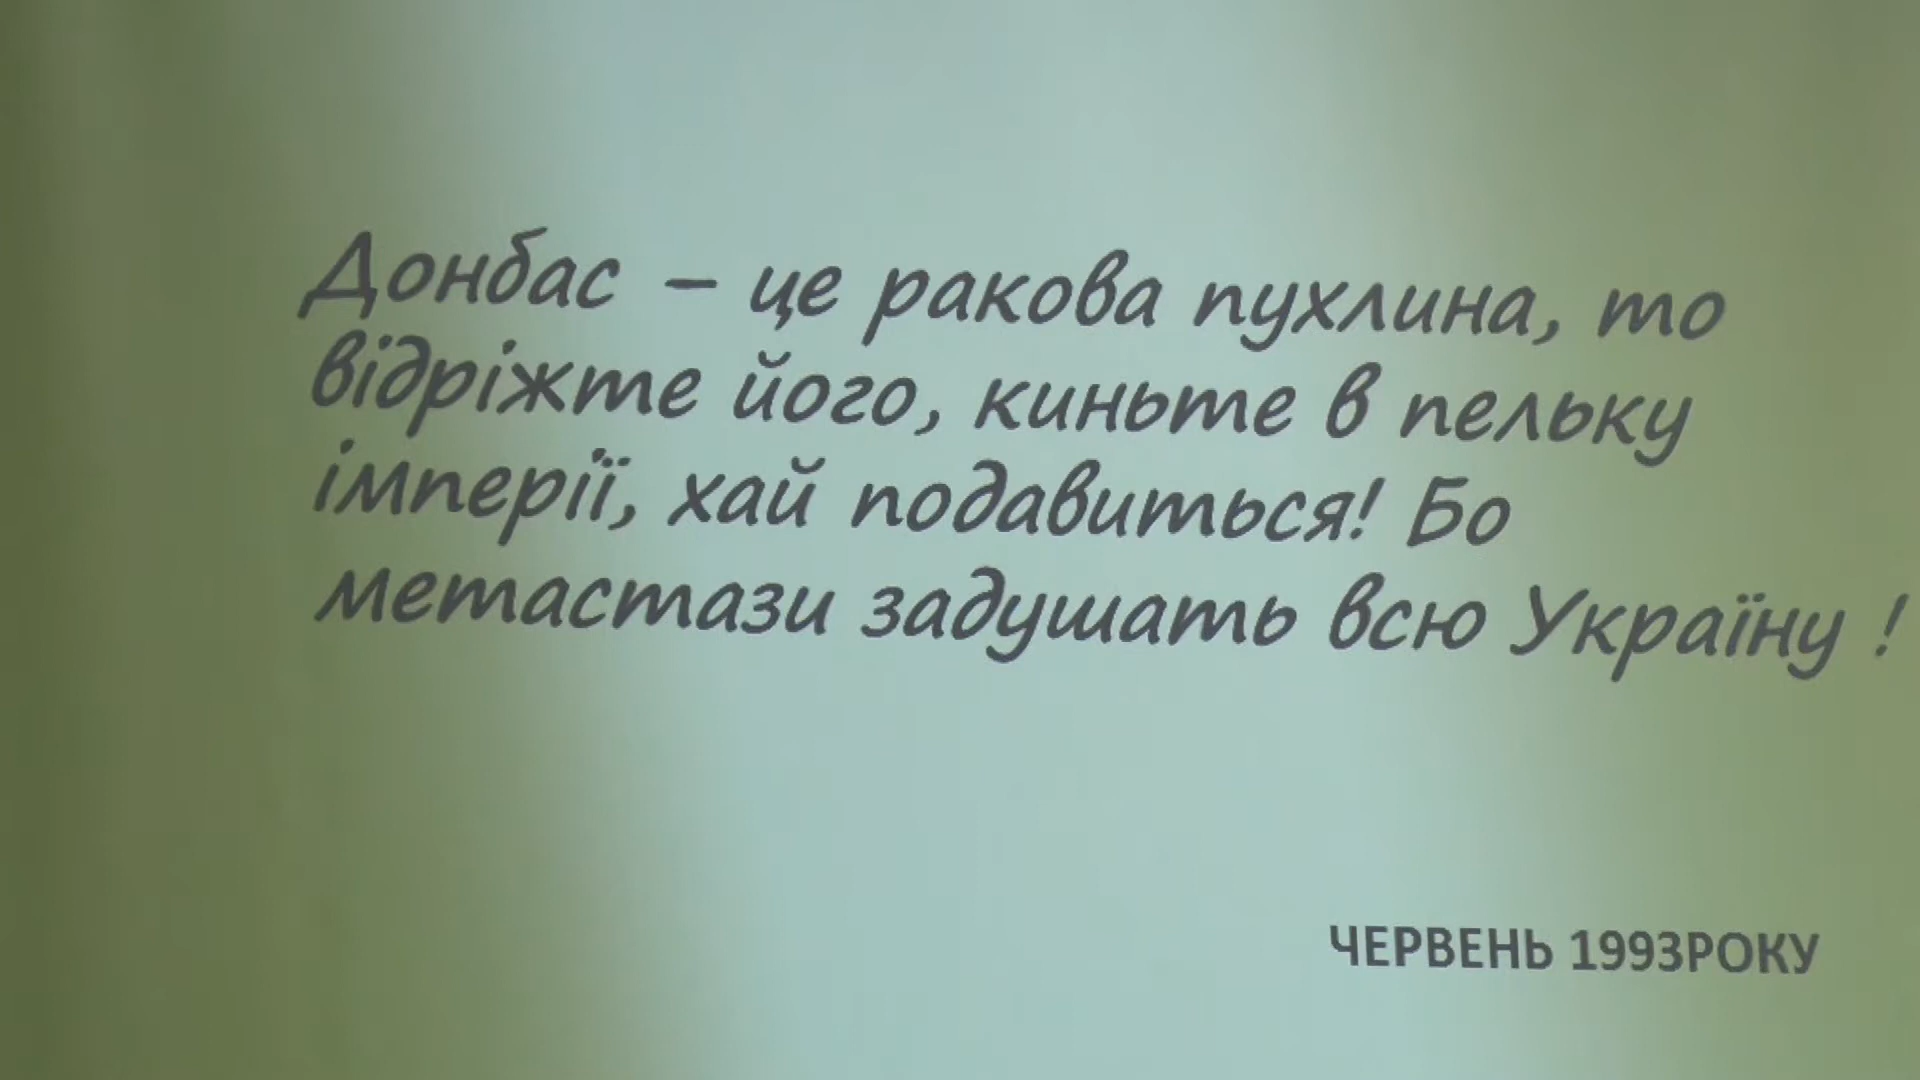 Донбас – це ракова пухлина, то
відріжте його, киньте в пельку
імперії, хай подавиться! Бо
метастази задушать всю Україну !
ЧЕРВЕНЬ 1993РОКУ